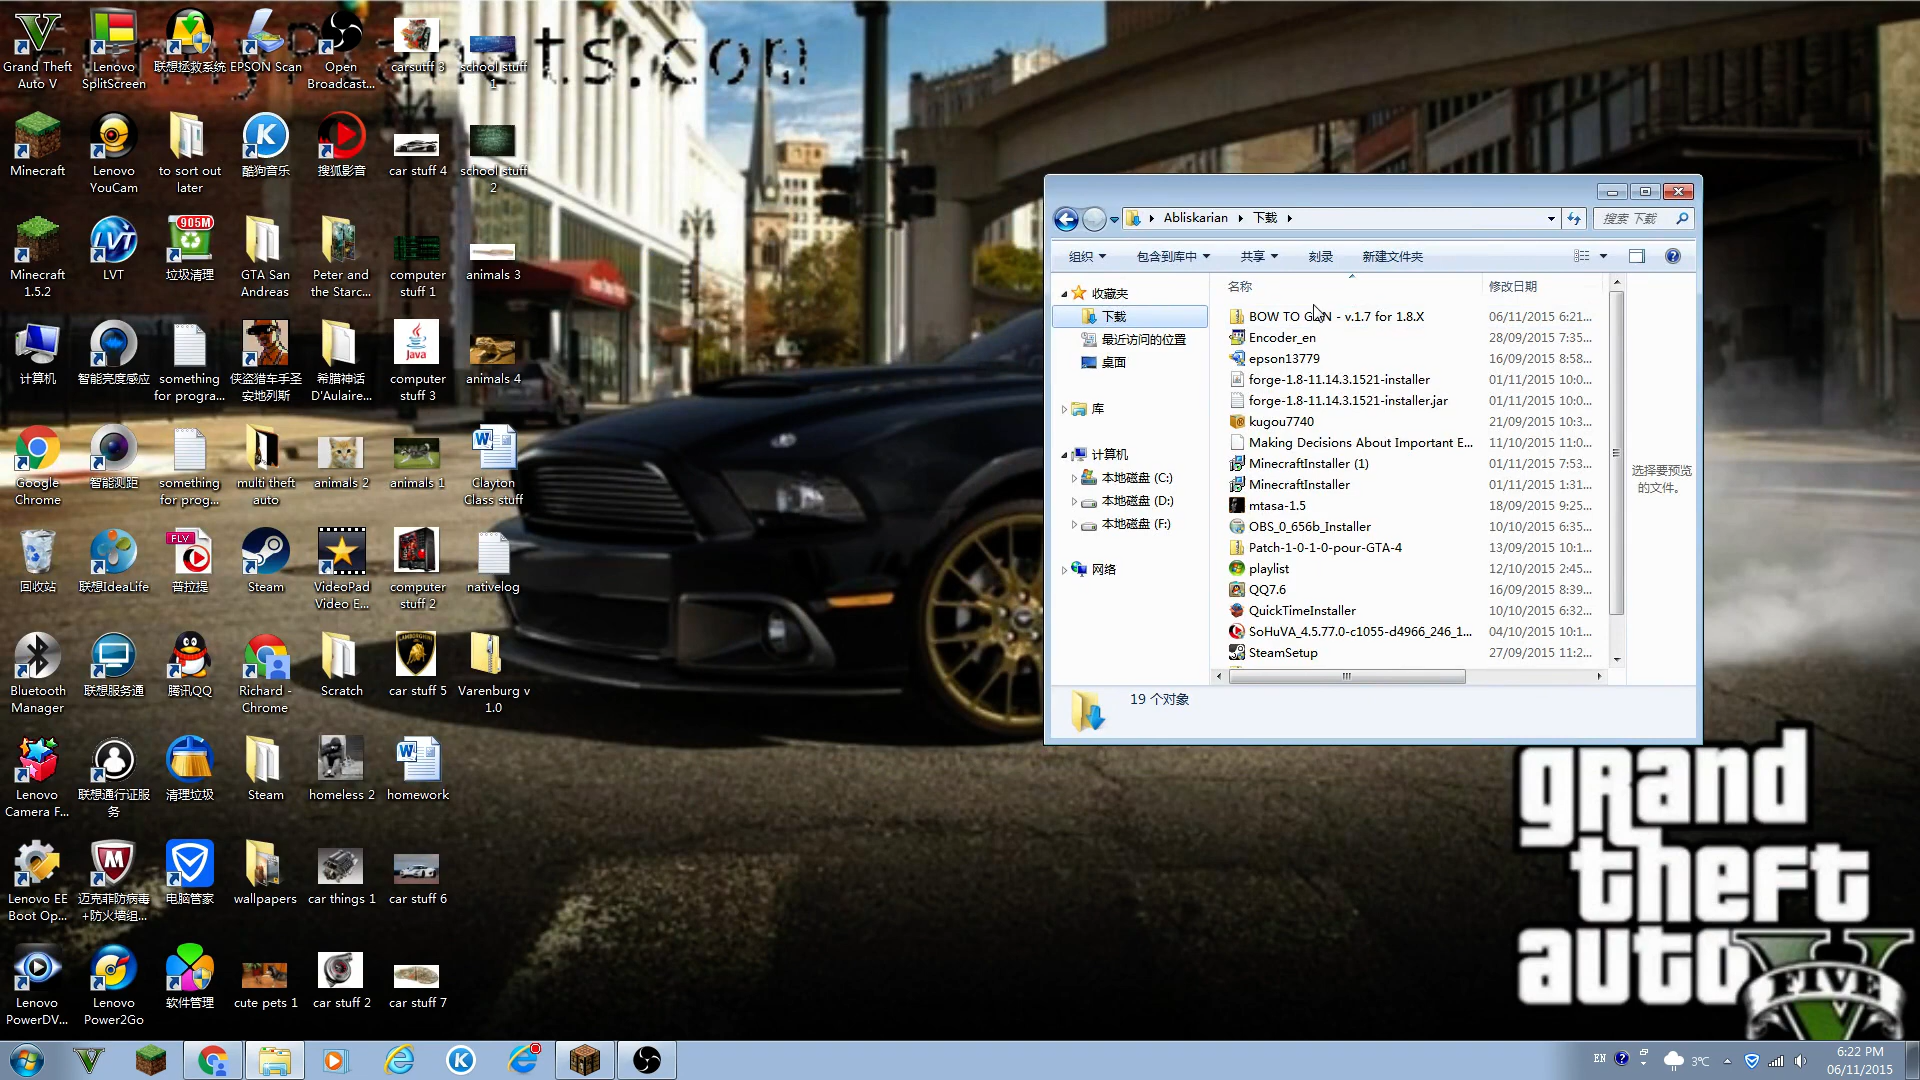 Grand Theft
Auto V
Lenovo
SplitScreen
联想拯救系统
EPSON Scan
Open
Broadcast...
carsutff 3
school stuff
1
ets.com
Minecraft
Lenovo
YouCam
to sort out
later
酷狗音乐
搜狐影音
car stuff 4
school stuff
2
Minecraft
1.5.2
LVT
LVT
905M
垃圾清理
GTA San
Andreas
Peter and
the Starc...
computer
stuff 1
animals 3
计算机
智能亮度感应
something
for progra...
侠盗猎车手圣
安地列斯
希腊神话
D'Aulaire...
Java
computer
stuff 3
animals 4
Google
Chrome
智能测距
something
for prog...
multi theft
auto
animals 2
animals 1
Clayton
Class stuff
回收站
联想IdeaLife
FLV
普拉提
Steam
VideoPad
Video E...
computer
stuff 2
nativelog
Bluetooth
Manager
联想服务通
腾讯QQ
Richard -
Chrome
Scratch
LAMBORGHINI
car stuff 5
Varenburg v
1.0
Lenovo
Camera F...
联想通行证服
务
清理垃圾
Steam
homeless 2
homework
Lenovo EE
Boot Op...
迈克菲防病毒
+防火墙组...
电脑管家
wallpapers
car things 1
car stuff 6
Lenovo
PowerDV...
Lenovo
Power2Go
软件管理
cute pets 1
car stuff 2
car stuff 7
Abliskarian
下载
搜索 下载
组织
包含到库中
共享
刻录
新建文件夹
收藏夹
下载
最近访问的位置
桌面
库
计算机
本地磁盘 (C:)
本地磁盘 (D:)
本地磁盘 (F:)
网络
名称 修改日期
BOW TO GUN - v.1.7 for 1.8.X 06/11/2015 6:21...
Encoder_en 28/09/2015 7:35...
epson13779 16/09/2015 8:58...
forge-1.8-11.14.3.1521-installer 01/11/2015 10:0...
forge-1.8-11.14.3.1521-installer.jar 01/11/2015 10:0...
kugou7740 21/09/2015 10:3...
Making Decisions About Important E... 11/10/2015 11:0...
MinecraftInstaller (1) 01/11/2015 7:53...
MinecraftInstaller 01/11/2015 1:31...
mtasa-1.5 18/09/2015 9:25...
OBS_0_656b_Installer 10/10/2015 6:35...
Patch-1-0-1-0-pour-GTA-4 13/09/2015 10:1...
playlist 12/10/2015 2:45...
QQ7.6 16/09/2015 8:39...
QuickTimeInstaller 10/10/2015 6:32...
SoHuVA_4.5.77.0-c1055-d4966_246_1... 04/10/2015 10:1...
SteamSetup 27/09/2015 11:2...
选择要预览
的文件。
19 个对象
grand
theft
auto
V
FIVE
EN
3℃
6:22 PM
06/11/2015